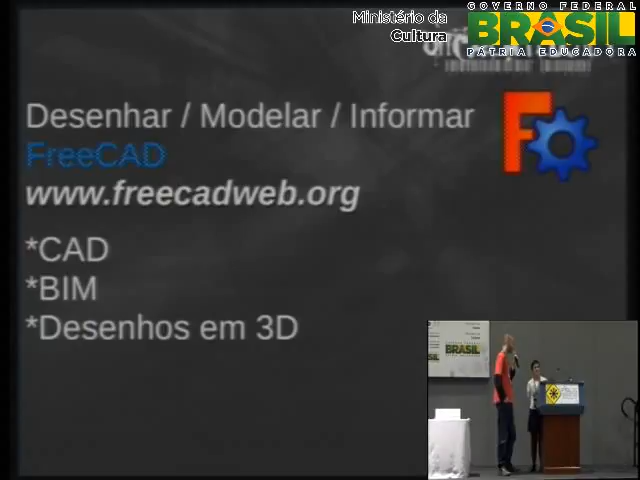 Ministério da
Cultura
GOVERNO FEDERAL
BRASIL
PÁTRIA EDUCADORA
Desenhar / Modelar / Informar
FreeCAD
www.freecadweb.org
*CAD
*BIM
*Desenhos em 3D
BRASIL